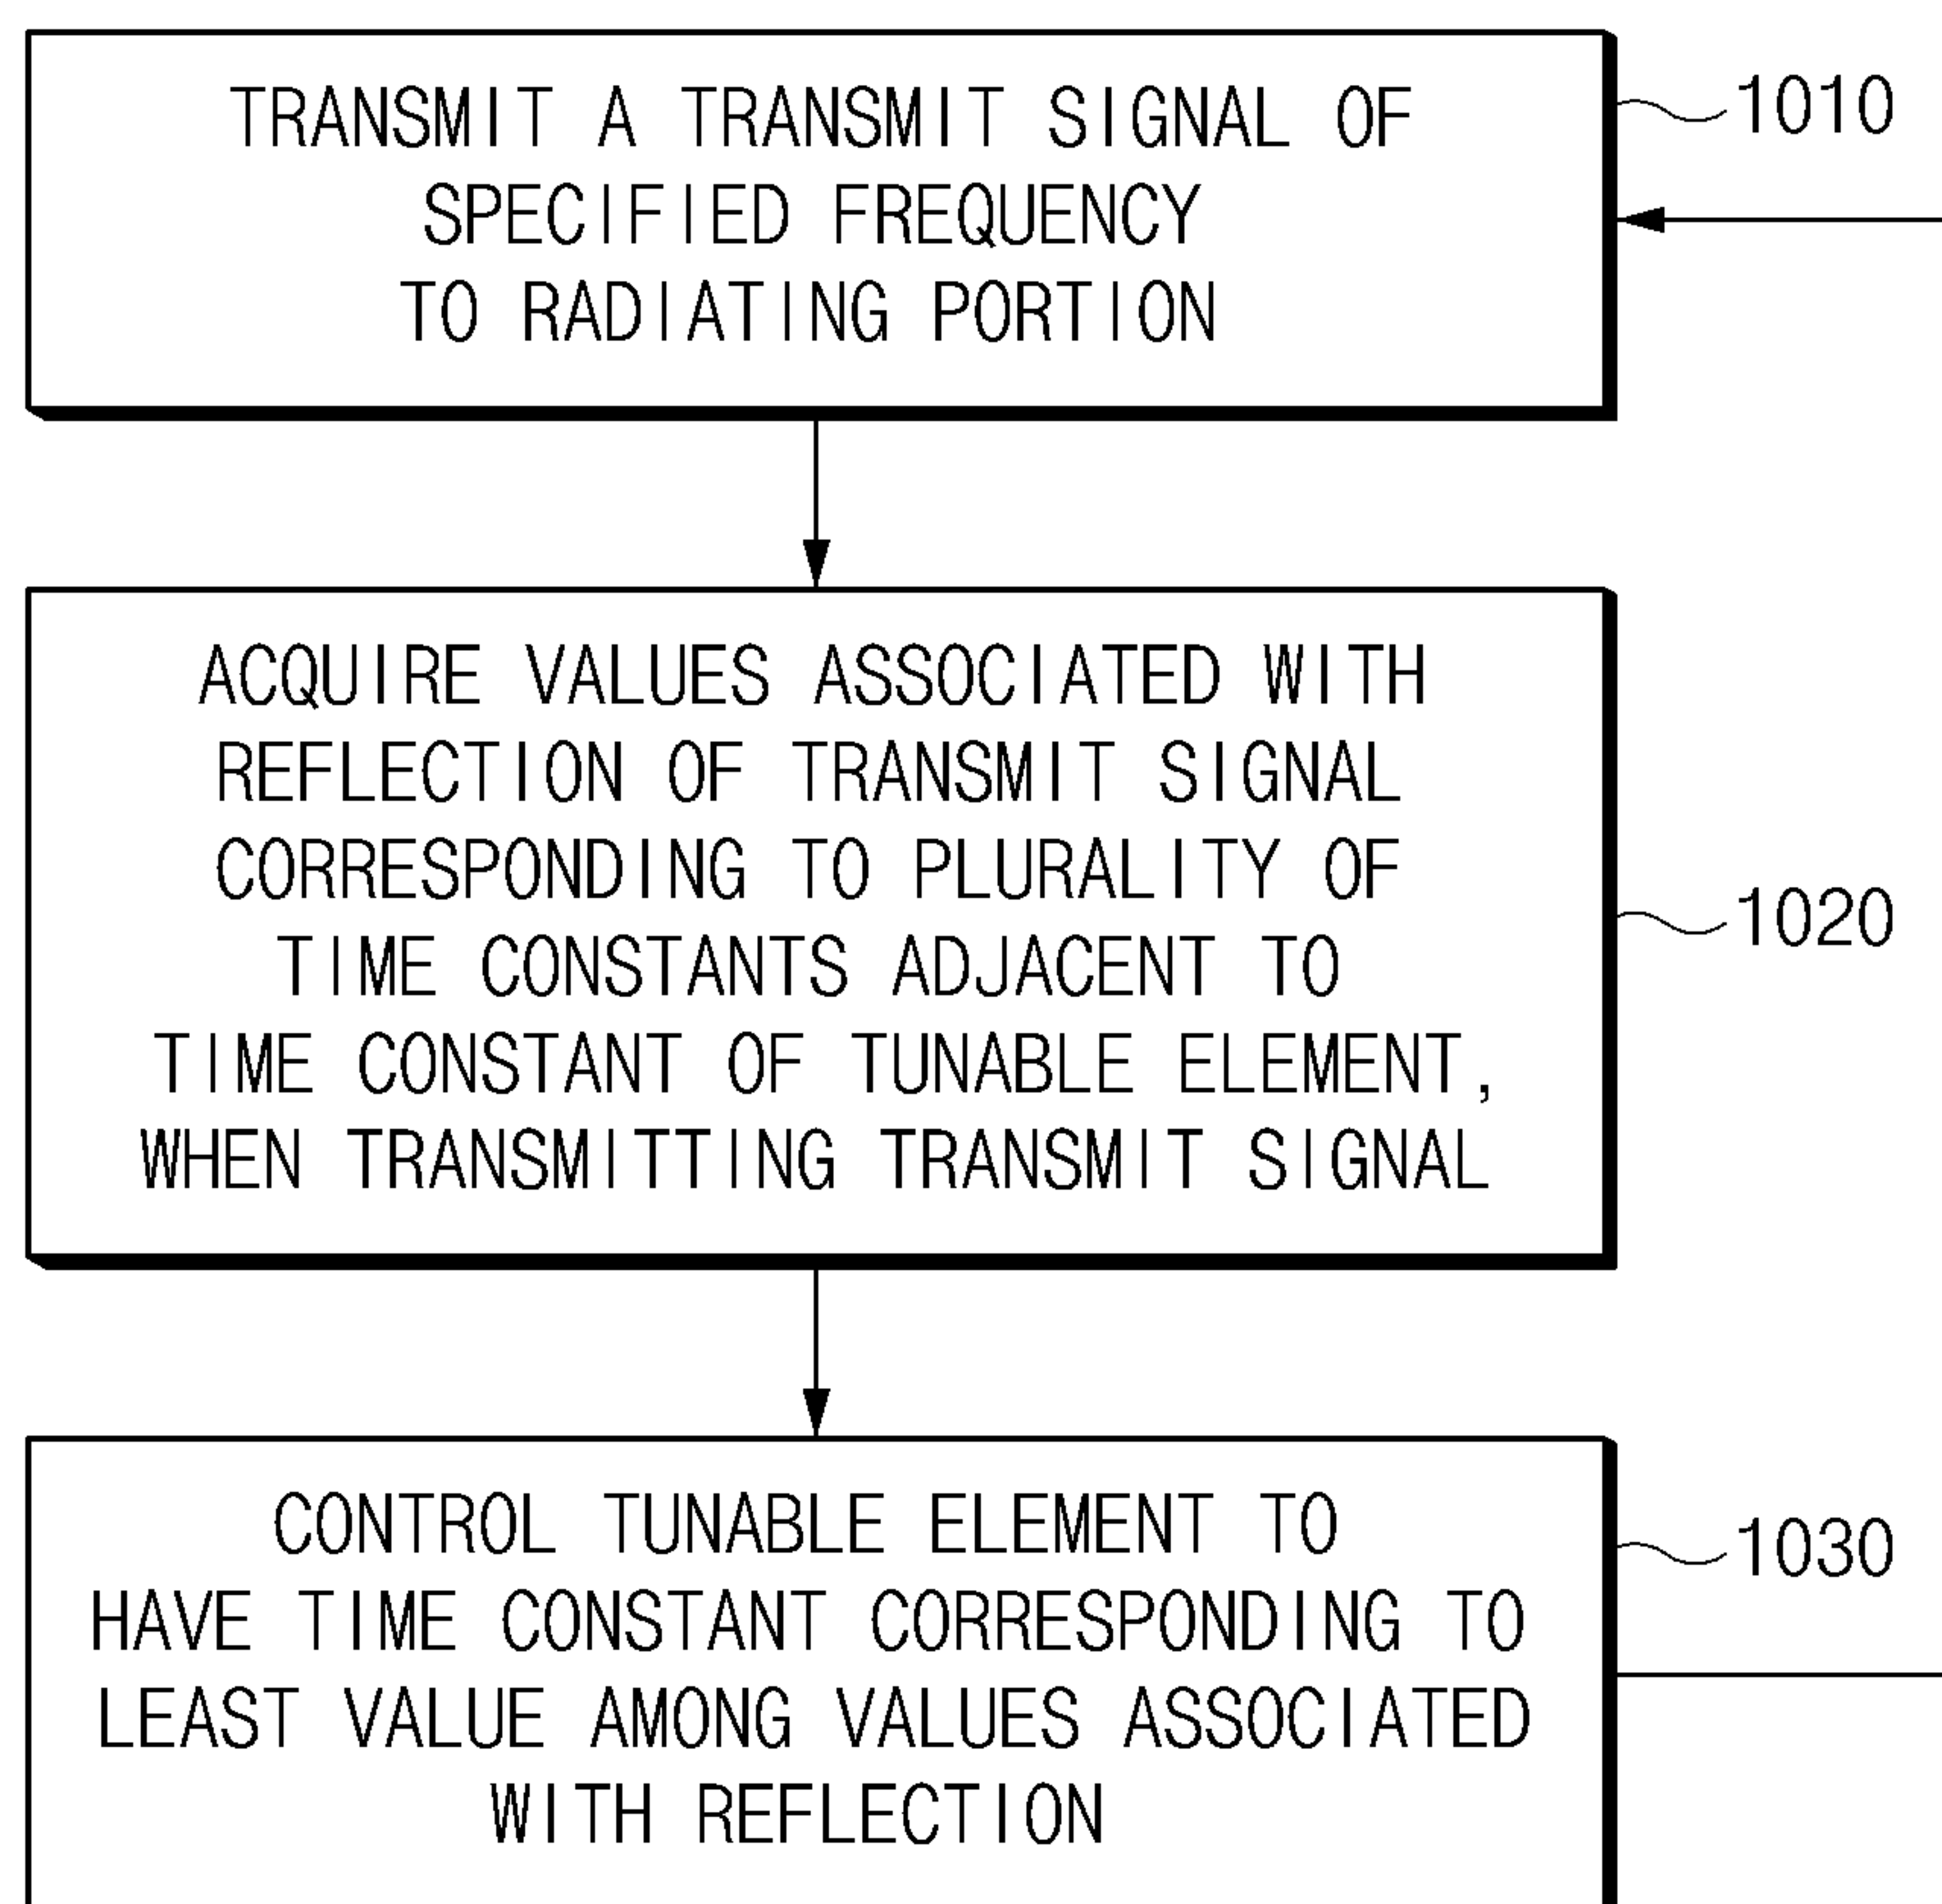 TRANSMIT A TRANSMIT SIGNAL OF
SPECIFIED FREQUENCY
TO RADIATING PORTION
1010
ACQUIRE VALUES ASSOCIATED WITH
REFLECTION OF TRANSMIT SIGNAL
CORRESPONDING TO PLURALITY OF
TIME CONSTANTS ADJACENT TO
TIME CONSTANT OF TUNABLE ELEMENT,
WHEN TRANSMITTING TRANSMIT SIGNAL
1020
CONTROL TUNABLE ELEMENT TO
HAVE TIME CONSTANT CORRESPONDING TO
LEAST VALUE AMONG VALUES ASSOCIATED
WITH REFLECTION
1030